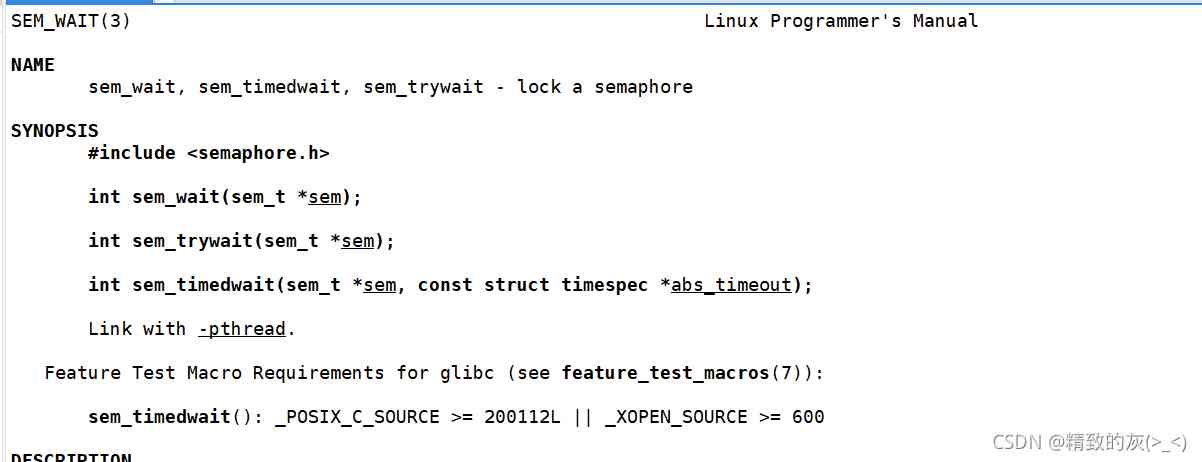 SEM_WAIT(3) Linux Programmer's Manual
NAME
sem_wait, sem_timedwait, sem_trywait - lock a semaphore
SYNOPSIS
#include <semaphore.h>
int sem_wait(sem_t *sem);
int sem_trywait(sem_t *sem);
int sem_timedwait(sem_t *sem, const struct timespec *abs_timeout);
Link with -pthread.
Feature Test Macro Requirements for glibc (see feature_test_macros(7)):
sem_timedwait(): _POSIX_C_SOURCE >= 200112L || _XOPEN_SOURCE >= 600
DESCRIPTION
CSDN @精致的灰(>_<)